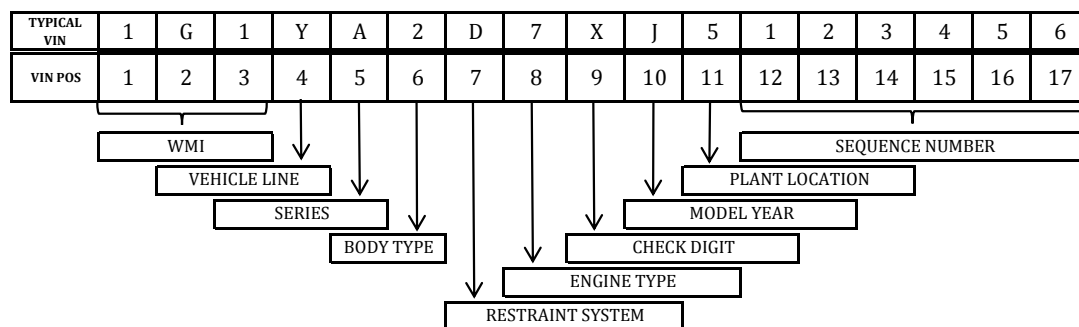 TYPICAL VIN 1 G 1 Y A 2 D 7 X J 5 1 2 3 4 5 6
VIN POS 1 2 3 4 5 6 7 8 9 10 11 12 13 14 15 16 17
WMI SEQUENCE NUMBER
VEHICLE LINE PLANT LOCATION
SERIES MODEL YEAR
BODY TYPE CHECK DIGIT
ENGINE TYPE
RESTRAINT SYSTEM